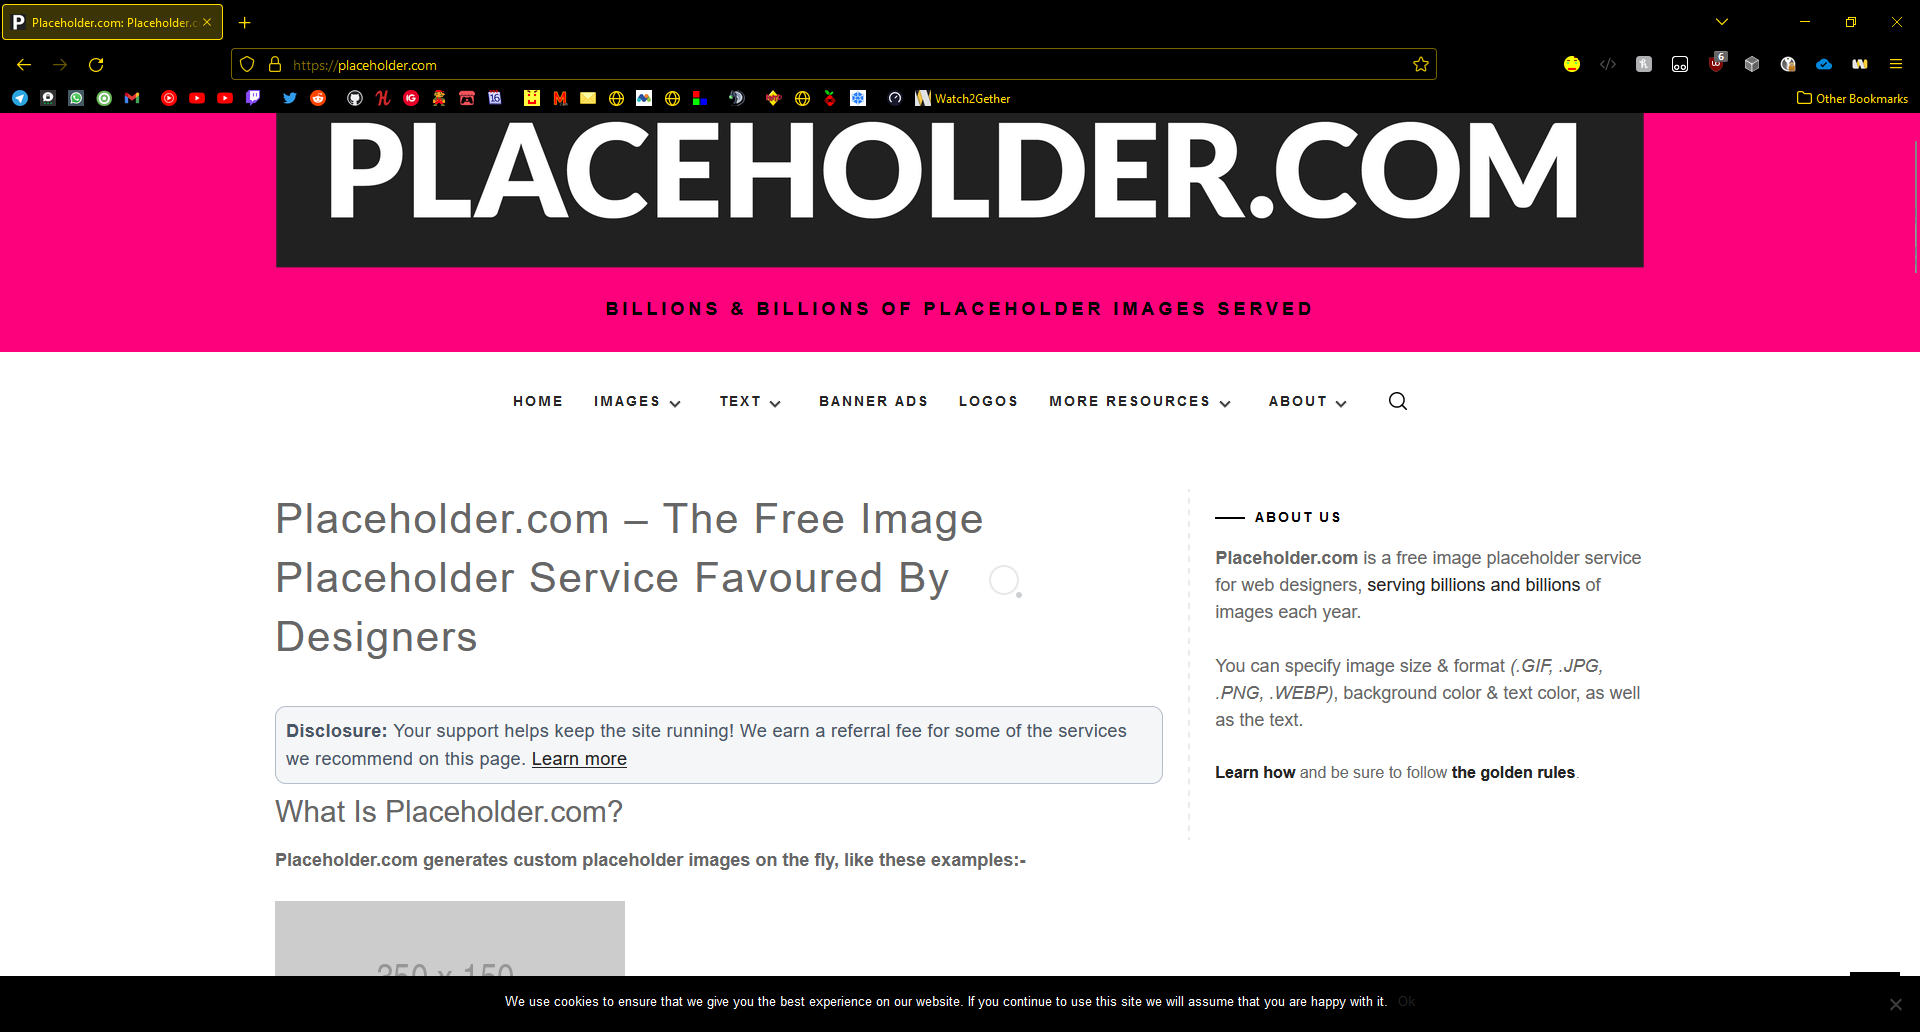 Placeholder.com: Placeholder.c
https://placeholder.com
6
16
Watch2Gether
Other Bookmarks
PLACEHOLDER.COM
BILLIONS & BILLIONS OF PLACEHOLDER IMAGES SERVED
HOME IMAGES TEXT BANNER ADS LOGOS MORE RESOURCES ABOUT
Placeholder.com – The Free Image
Placeholder Service Favoured By
Designers
Disclosure: Your support helps keep the site running! We earn a referral fee for some of the services
we recommend on this page. Learn more
What Is Placeholder.com?
Placeholder.com generates custom placeholder images on the fly, like these examples:-
350 x 150
ABOUT US
Placeholder.com is a free image placeholder service
for web designers, serving billions and billions of
images each year.
You can specify image size & format (.GIF, .JPG,
.PNG, .WEBP), background color & text color, as well
as the text.
Learn how and be sure to follow the golden rules.
We use cookies to ensure that we give you the best experience on our website. If you continue to use this site we will assume that you are happy with it. Ok